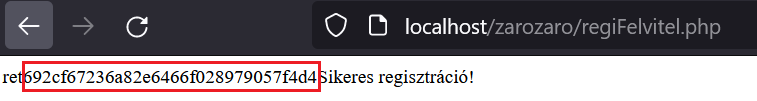 localhost/zarozaro/regiFelvitel.php
ret692cf67236a82e6466f028979057f4d4Sikeres regisztráció!